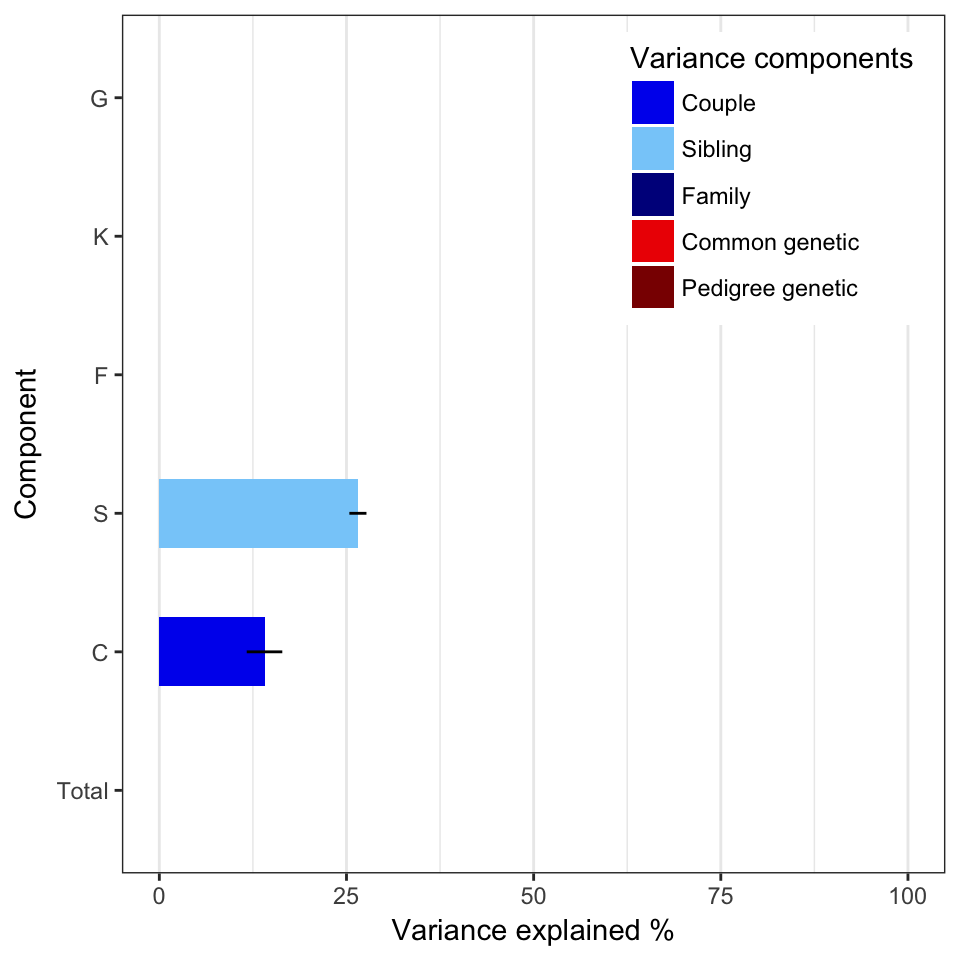 Variance components
Couple
Sibling
Family
Common genetic
Pedigree genetic
G
K
F
S
C
Total
Component
0 25 50 75 100
Variance explained %